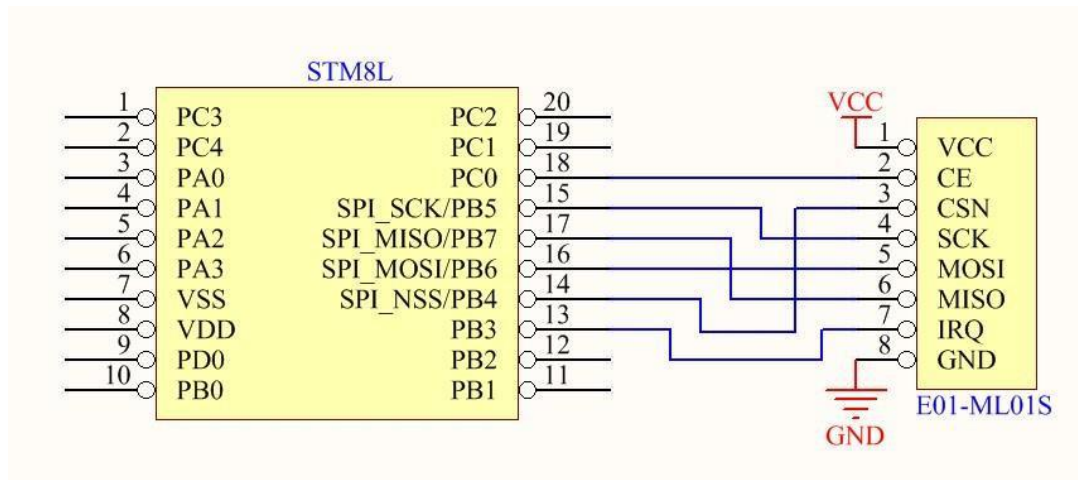 STM8L
1 PC3 PC2 20
2 PC4 PC1 19
3 PA0 PC0 18
4 PA1 SPI_SCK/PB5 15
5 PA2 SPI_MISO/PB7 17
6 PA3 SPI_MOSI/PB6 16
7 VSS SPI_NSS/PB4 14
8 VDD PB3 13
9 PD0 PB2 12
10 PB0 PB1 11
VCC
1 VCC
2 CE
3 CSN
4 SCK
5 MOSI
6 MISO
7 IRQ
8 GND
E01-ML01S
GND